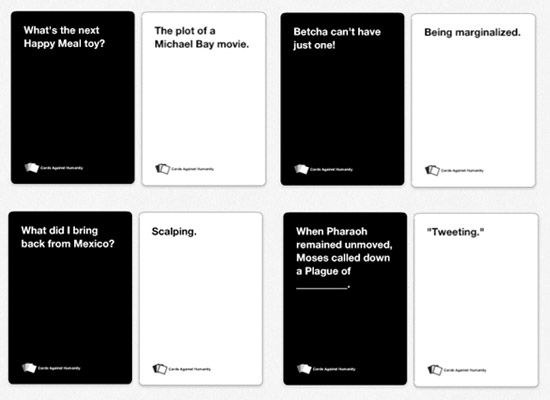 What's the next
Happy Meal toy?
Cards Against Humanity
The plot of a
Michael Bay movie.
Cards Against Humanity
Betcha can't have
just one!
Cards Against Humanity
Being marginalized.
Cards Against Humanity
What did I bring
back from Mexico?
Cards Against Humanity
Scalping.
Cards Against Humanity
When Pharaoh
remained unmoved,
Moses called down
a Plague of
_________.
Cards Against Humanity
"Tweeting."
Cards Against Humanity